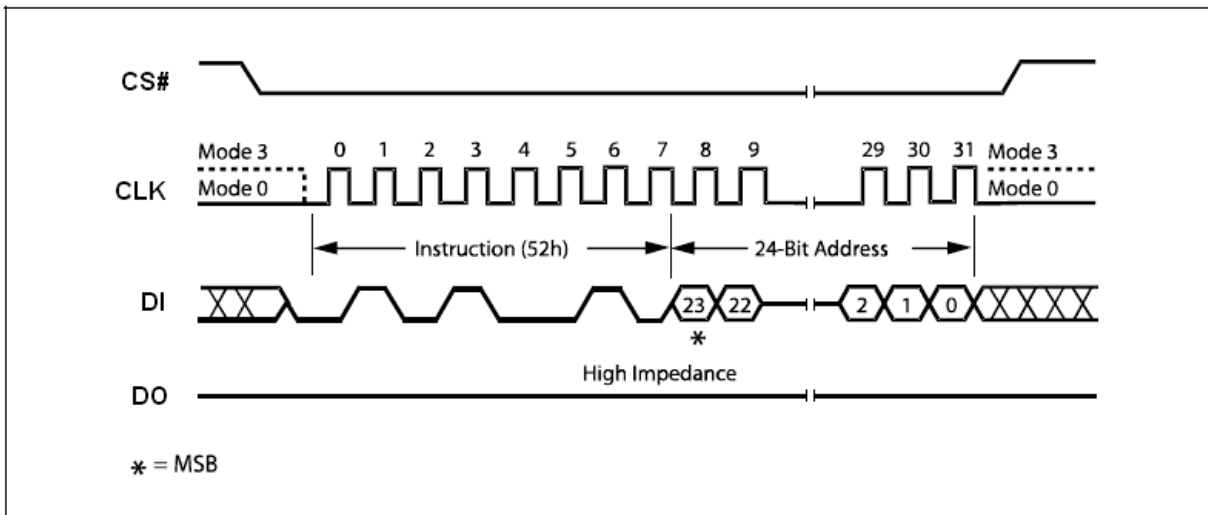 CS#
Mode 3 0 1 2 3 4 5 6 7 8 9 29 30 31 Mode 3
CLK Mode 0 Mode 0
Instruction (52h) 24-Bit Address
DI 23 22 2 1 0
*
High Impedance
DO
* = MSB